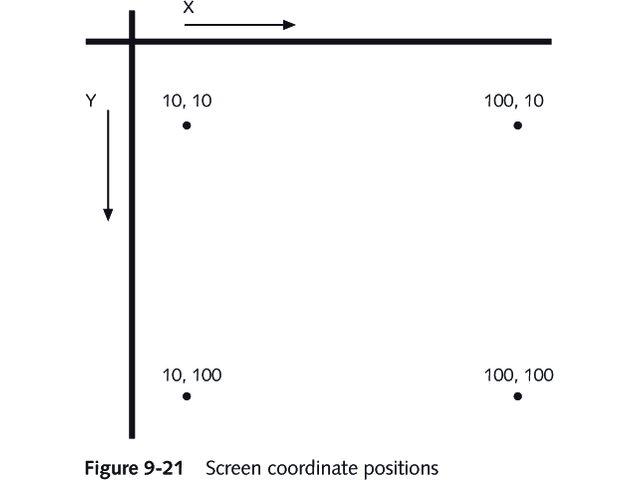 X
Y
10, 10
100, 10
10, 100
100, 100
Figure 9-21 Screen coordinate positions